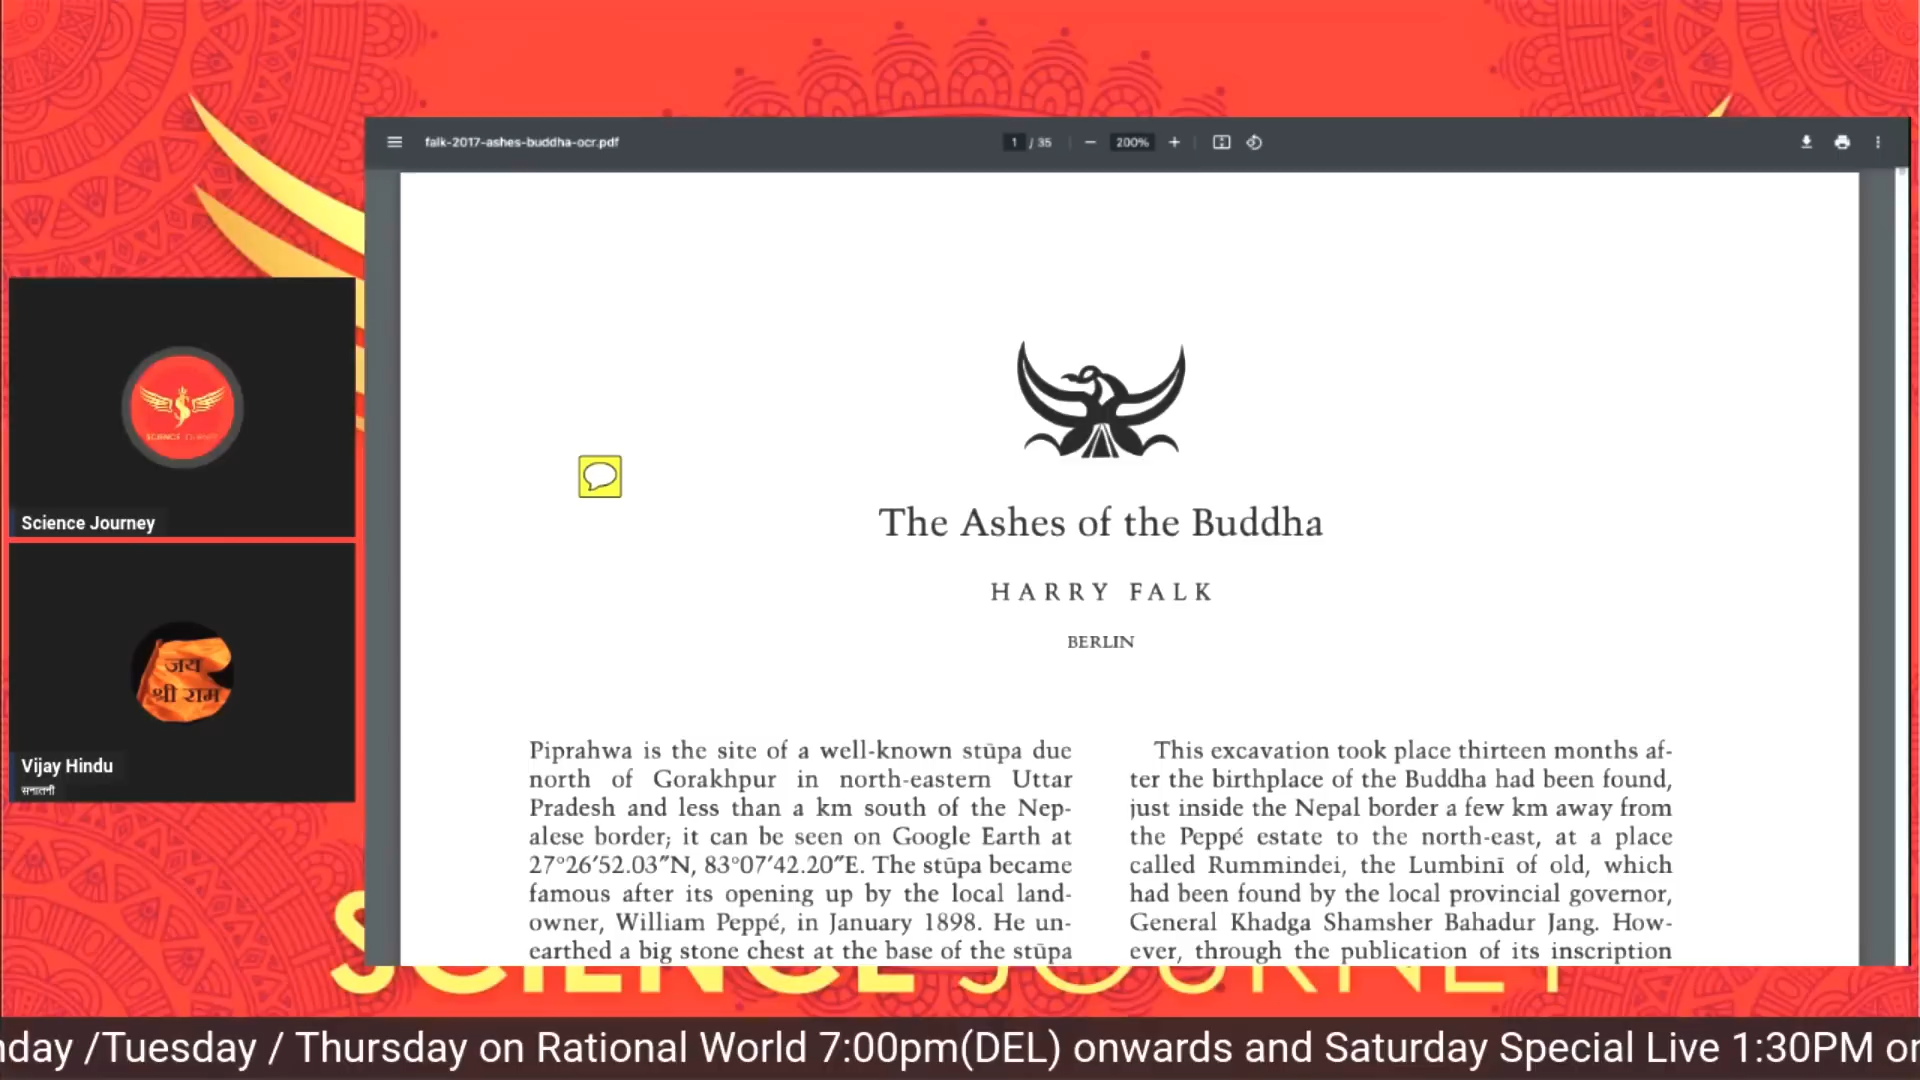 falk-2017-ashes-buddha-ocr.pdf
1 / 35
200%
The Ashes of the Buddha
HARRY FALK
BERLIN
Piprahwa is the site of a well-known stūpa due
north of Gorakhpur in north-eastern Uttar
Pradesh and less than a km south of the Nep-
alese border; it can be seen on Google Earth at
27°26′52.03″N, 83°07′42.20″E. The stūpa became
famous after its opening up by the local land-
owner, William Peppé, in January 1898. He un-
earthed a big stone chest at the base of the stūpa
This excavation took place thirteen months af-
ter the birthplace of the Buddha had been found,
just inside the Nepal border a few km away from
the Peppé estate to the north-east, at a place
called Rummindei, the Lumbinī of old, which
had been found by the local provincial governor,
General Khadga Shamsher Bahadur Jang. How-
ever, through the publication of its inscription
SCIENCE JOURNEY
Science Journey
जय
श्री राम
Vijay Hindu
सनातनी
SCIENCE JOURNEY
nday /Tuesday / Thursday on Rational World 7:00pm(DEL) onwards and Saturday Special Live 1:30PM or